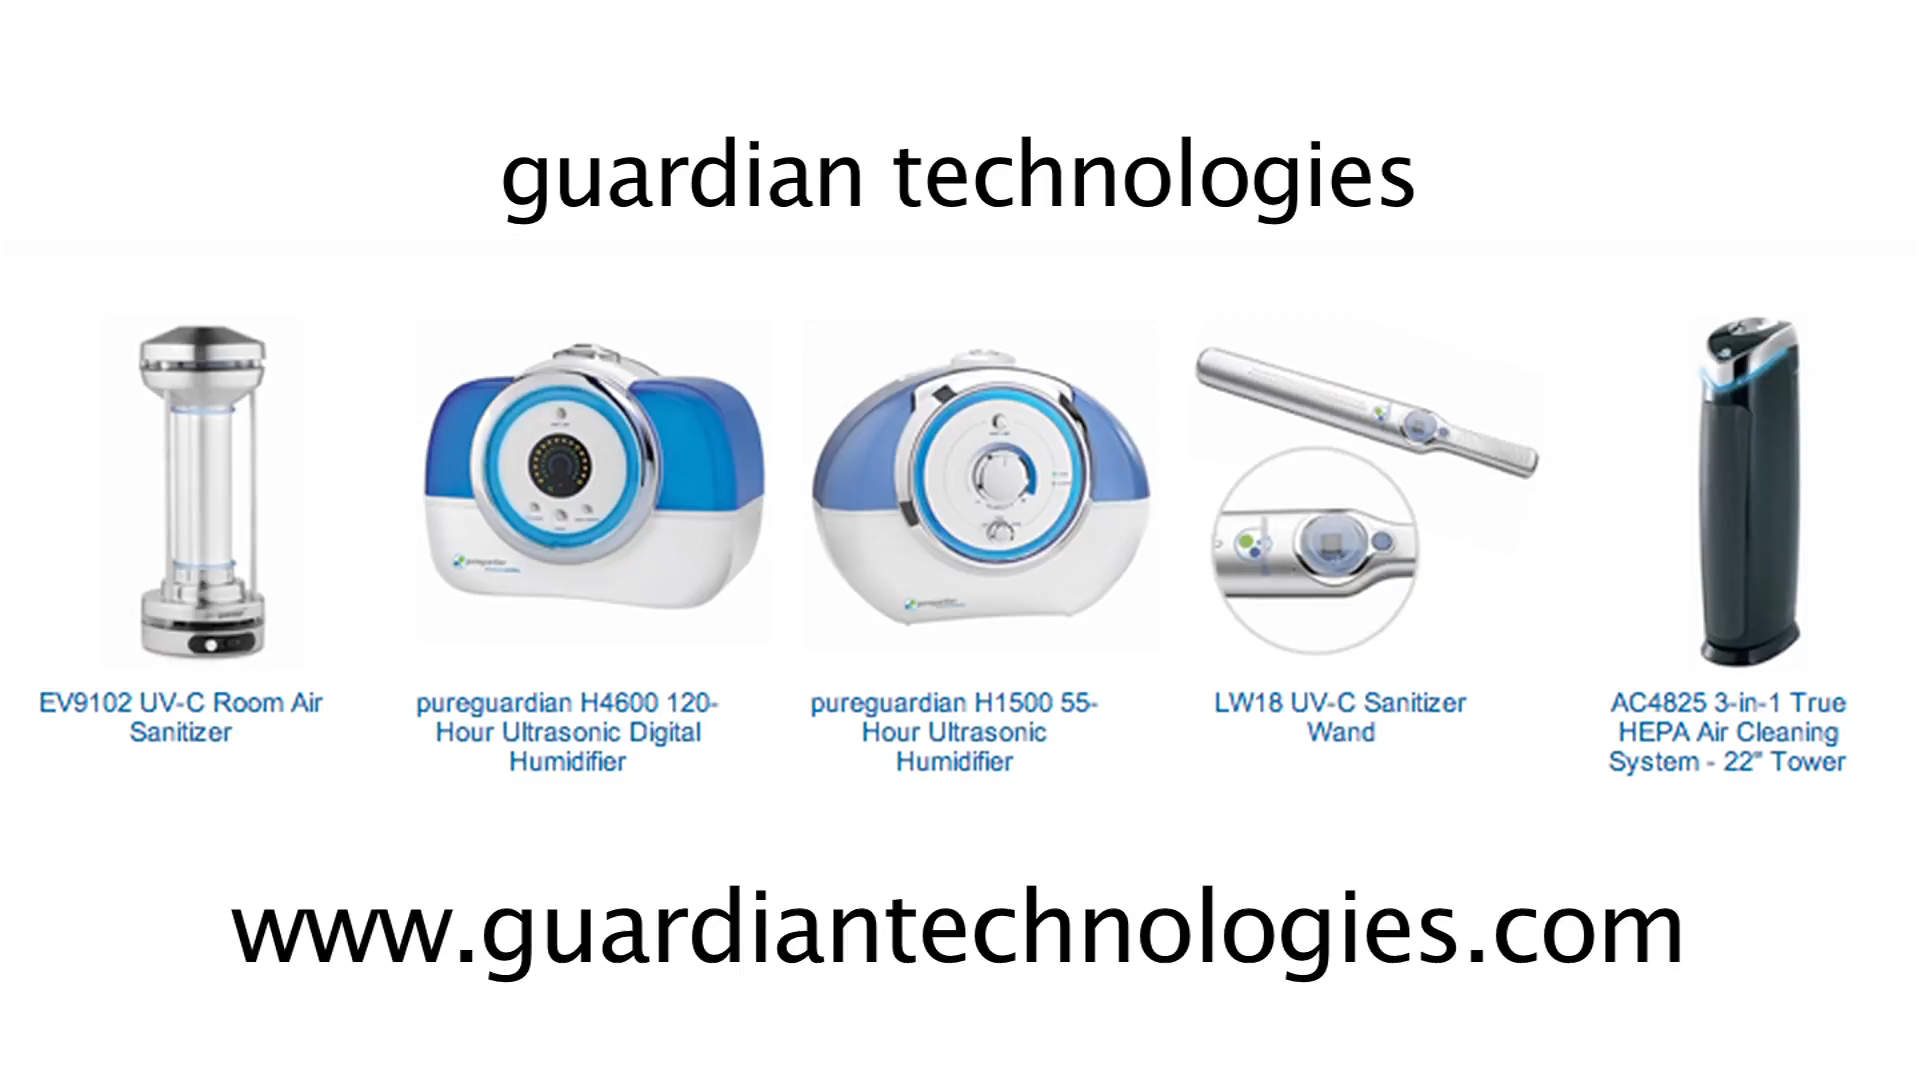 guardian technologies
EV9102 UV-C Room Air
Sanitizer
pureguardian H4600 120-
Hour Ultrasonic Digital
Humidifier
pureguardian H1500 55-
Hour Ultrasonic
Humidifier
LW18 UV-C Sanitizer
Wand
AC4825 3-in-1 True
HEPA Air Cleaning
System - 22" Tower
pureguardian
pureguardian
www.guardiantechnologies.com